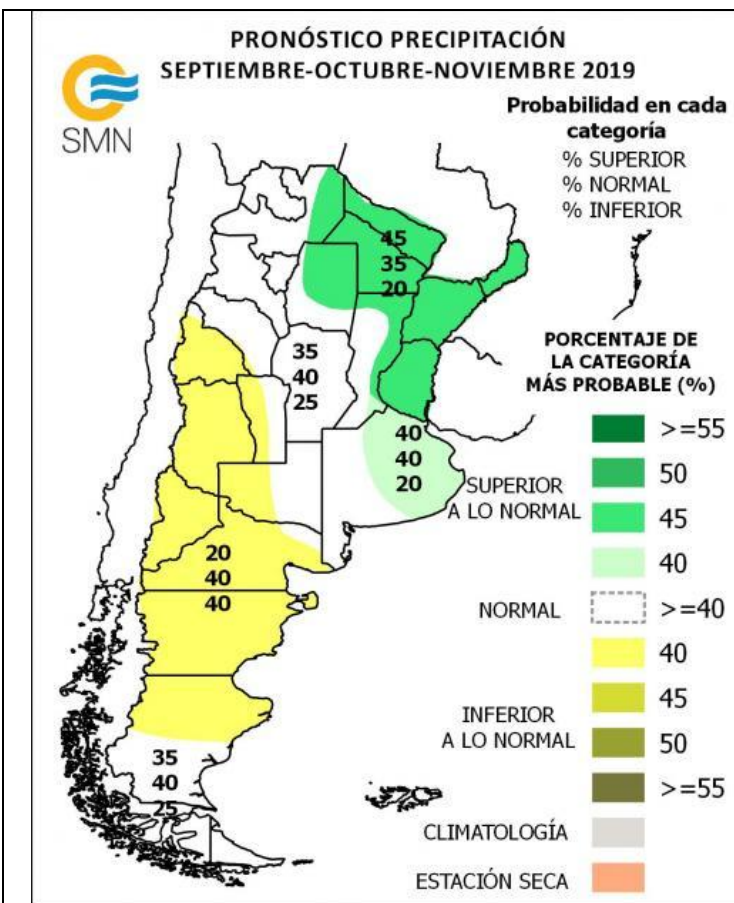 PRONÓSTICO PRECIPITACIÓN
SEPTIEMBRE-OCTUBRE-NOVIEMBRE 2019
SMN
Probabilidad en cada
categoría
% SUPERIOR
% NORMAL
% INFERIOR
45
35
20
35
40
25
40
40
20
20
40
40
35
40
25
PORCENTAJE DE
LA CATEGORÍA
MÁS PROBABLE (%)
>=55
50
SUPERIOR
A LO NORMAL
45
40
NORMAL
>=40
40
45
INFERIOR
A LO NORMAL
50
>=55
CLIMATOLOGÍA
ESTACIÓN SECA